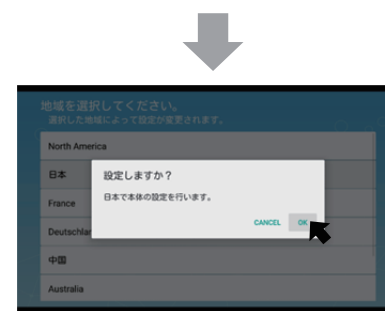 地域を選択してください。
選択した地域によって設定が変更されます。
North America
日本
設定しますか？
日本で本体の設定を行います。
France
CANCEL OK
Deutschlan
中国
Australia